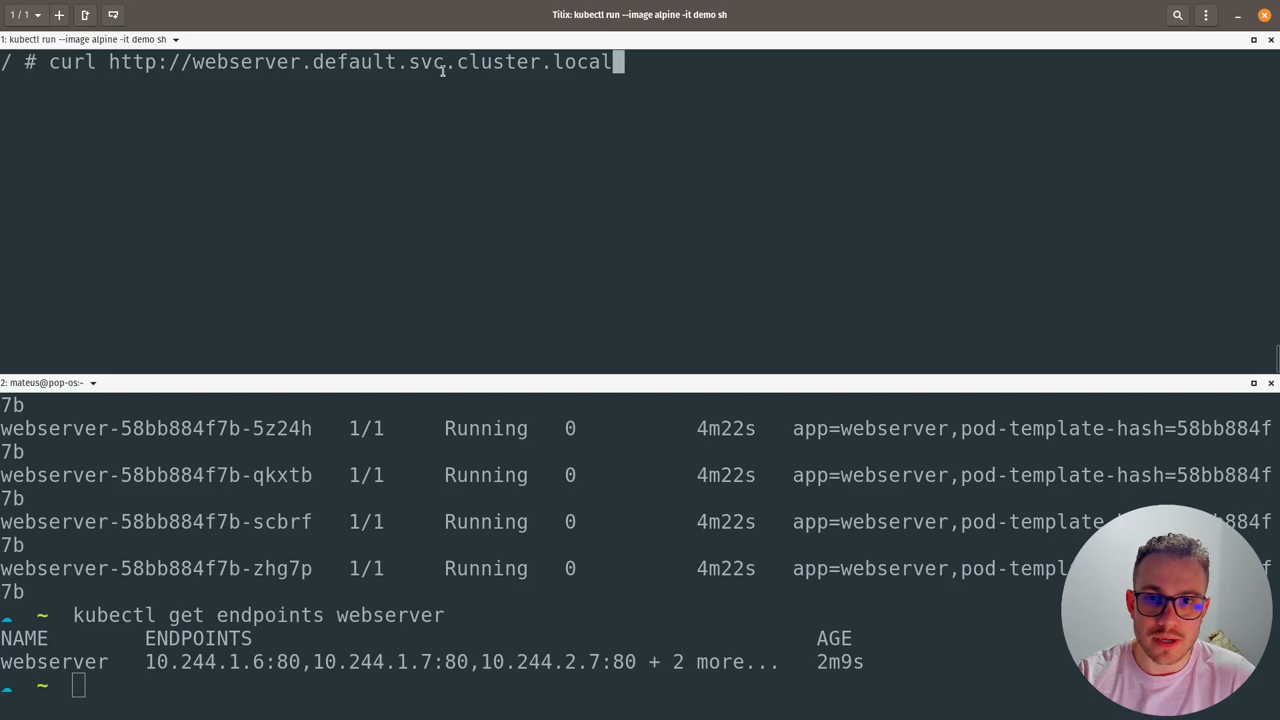 1 / 1
Tilix: kubectl run --image alpine -it demo sh
1: kubectl run --image alpine -it demo sh
/ # curl http://webserver.default.svc.cluster.local
2: mateus@pop-os:~
7b
webserver-58bb884f7b-5z24h 1/1 Running 0 4m22s app=webserver,pod-template-hash=58bb884f
7b
webserver-58bb884f7b-qkxtb 1/1 Running 0 4m22s app=webserver,pod-template-hash=58bb884f
7b
webserver-58bb884f7b-scbrf 1/1 Running 0 4m22s app=webserver,pod-template-hash=58bb884f
7b
webserver-58bb884f7b-zhg7p 1/1 Running 0 4m22s app=webserver,pod-templ 884f
7b
~ kubectl get endpoints webserver
NAME ENDPOINTS AGE
webserver 10.244.1.6:80,10.244.1.7:80,10.244.2.7:80 + 2 more... 2m9s
~